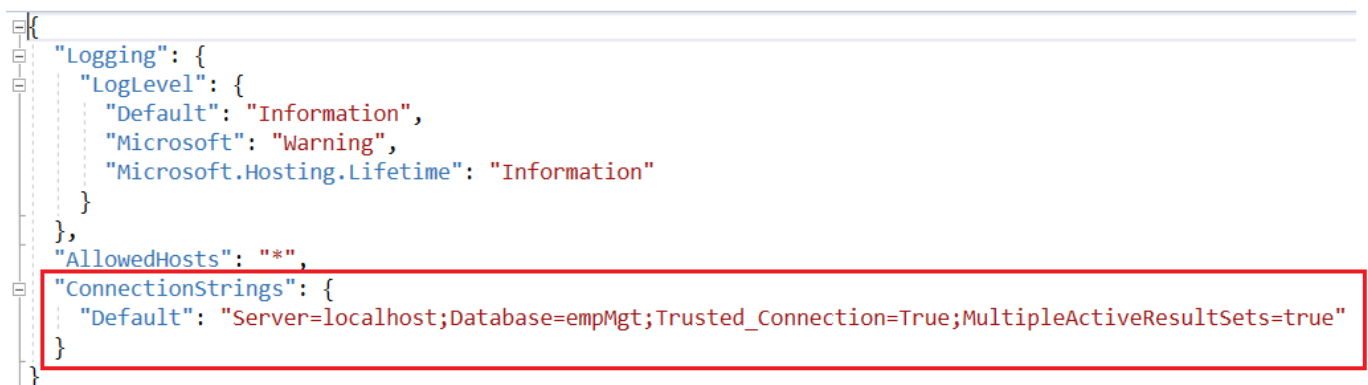 {
"Logging": {
"LogLevel": {
"Default": "Information",
"Microsoft": "Warning",
"Microsoft.Hosting.Lifetime": "Information"
}
},
"AllowedHosts": "*",
"ConnectionStrings": {
"Default": "Server=localhost;Database=empMgt;Trusted_Connection=True;MultipleActiveResultSets=true"
}
}